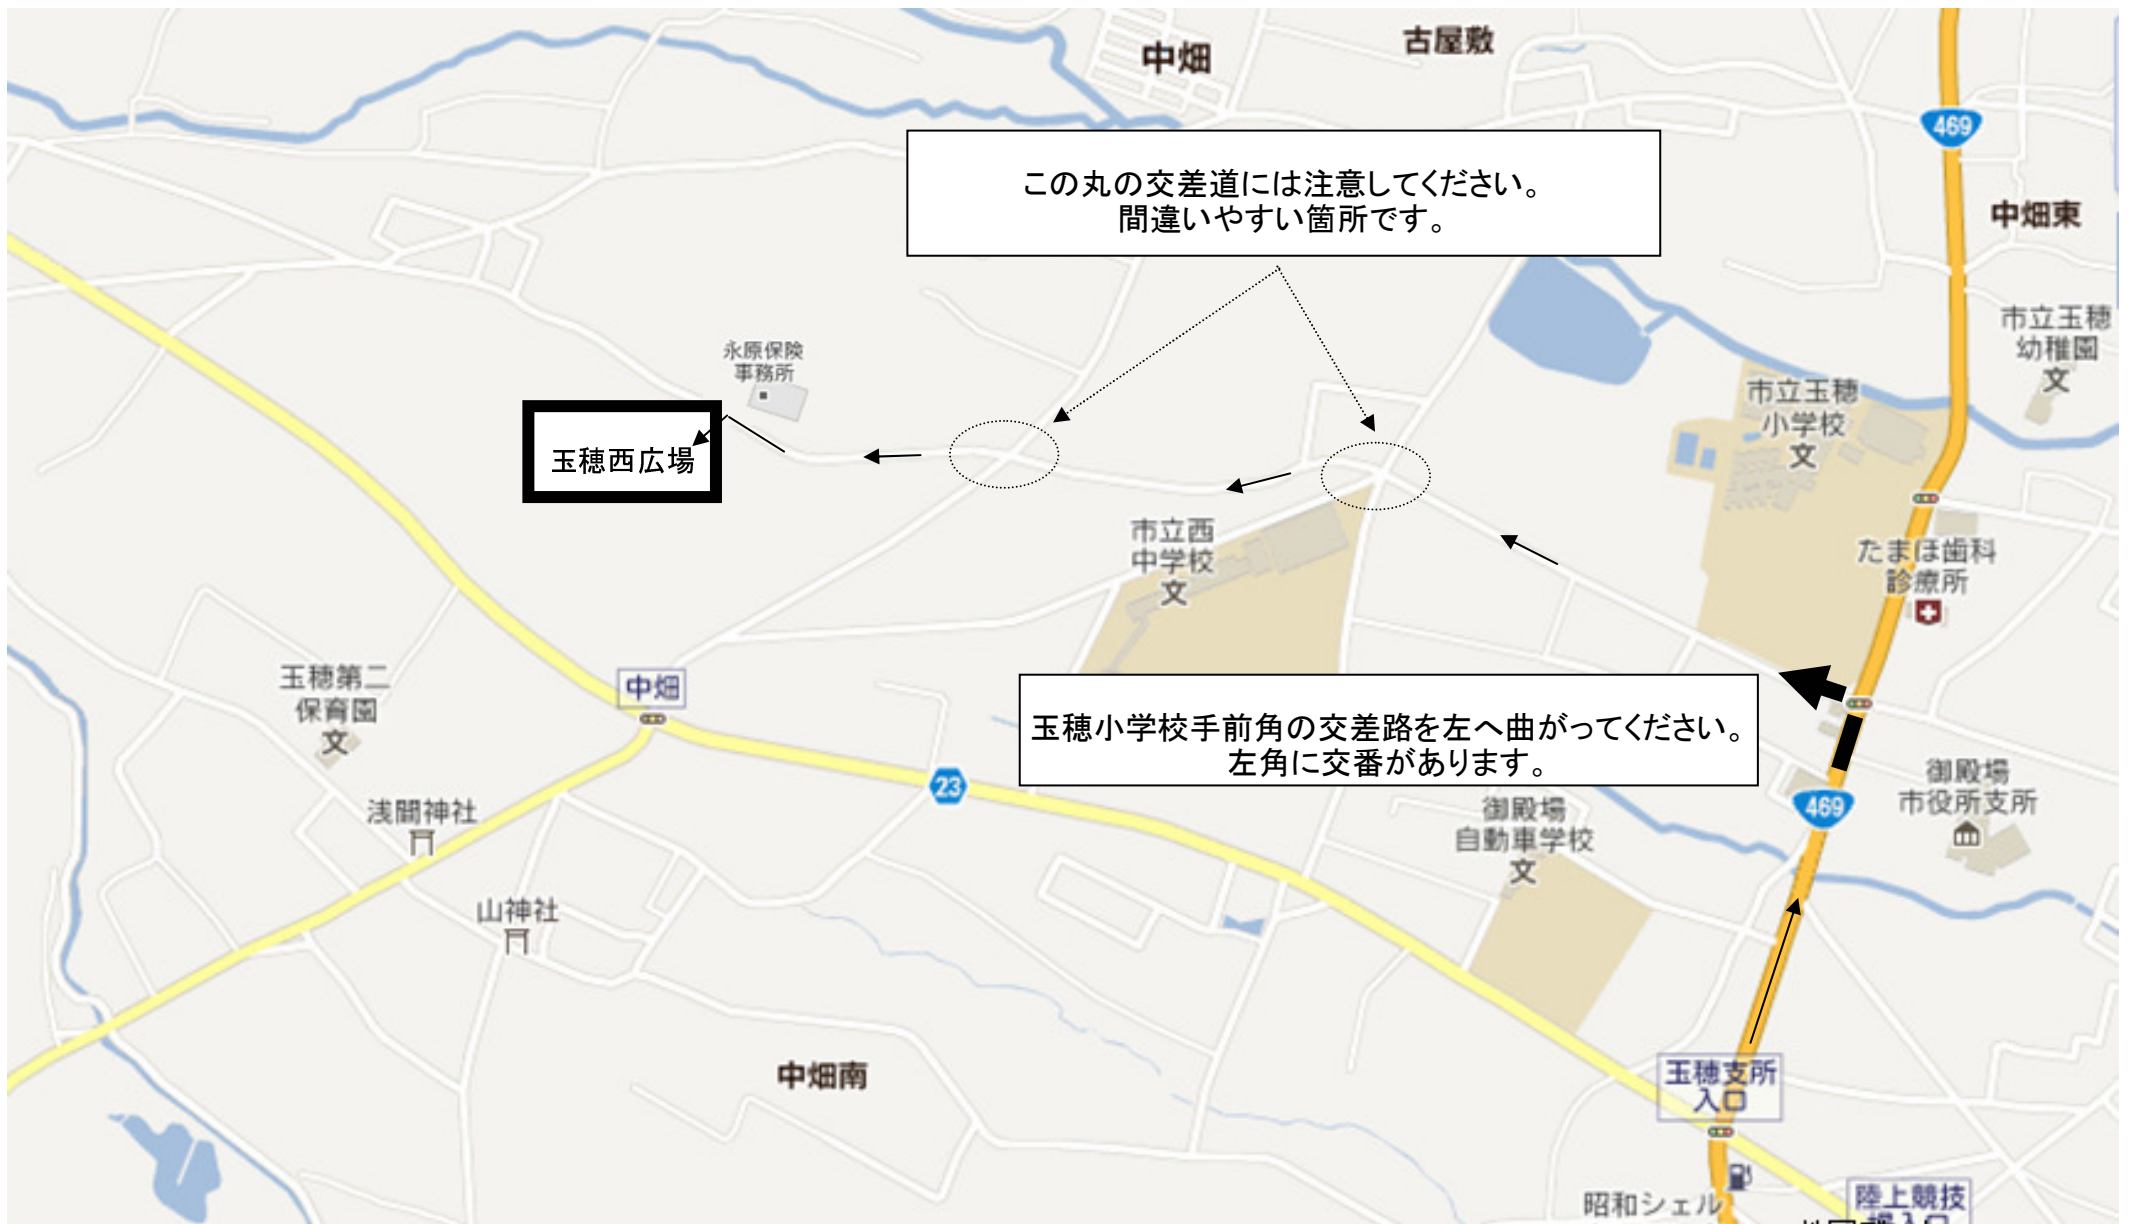 中畑
古屋敷
469
この丸の交差道には注意してください。
間違いやすい箇所です。
中畑東
市立玉穂
幼稚園
文
永原保険
事務所
市立玉穂
小学校
文
玉穂西広場
市立西
中学校
文
たまほ歯科
診療所
玉穂第二
保育園
文
中畑
玉穂小学校手前角の交差路を左へ曲がってください。
左角に交番があります。
23
469
御殿場
市役所支所
浅間神社
御殿場
自動車学校
文
山神社
中畑南
玉穂支所
入口
昭和シェル
陸上競技